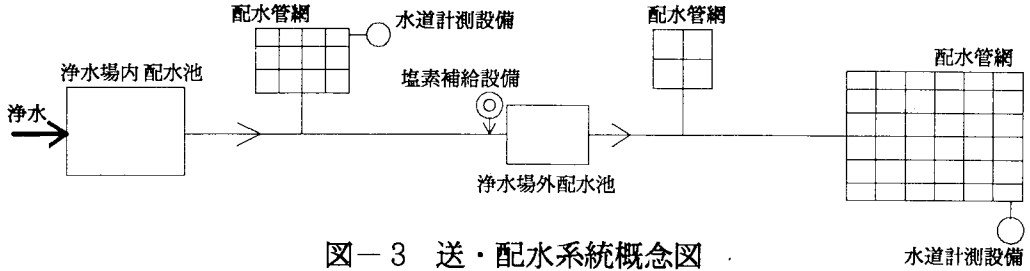 配水管網
水道計測設備
配水管網
配水管網
浄水場内 配水池
塩素補給設備
浄水
浄水場外配水池
水道計測設備
図－3 送・配水系統概念図